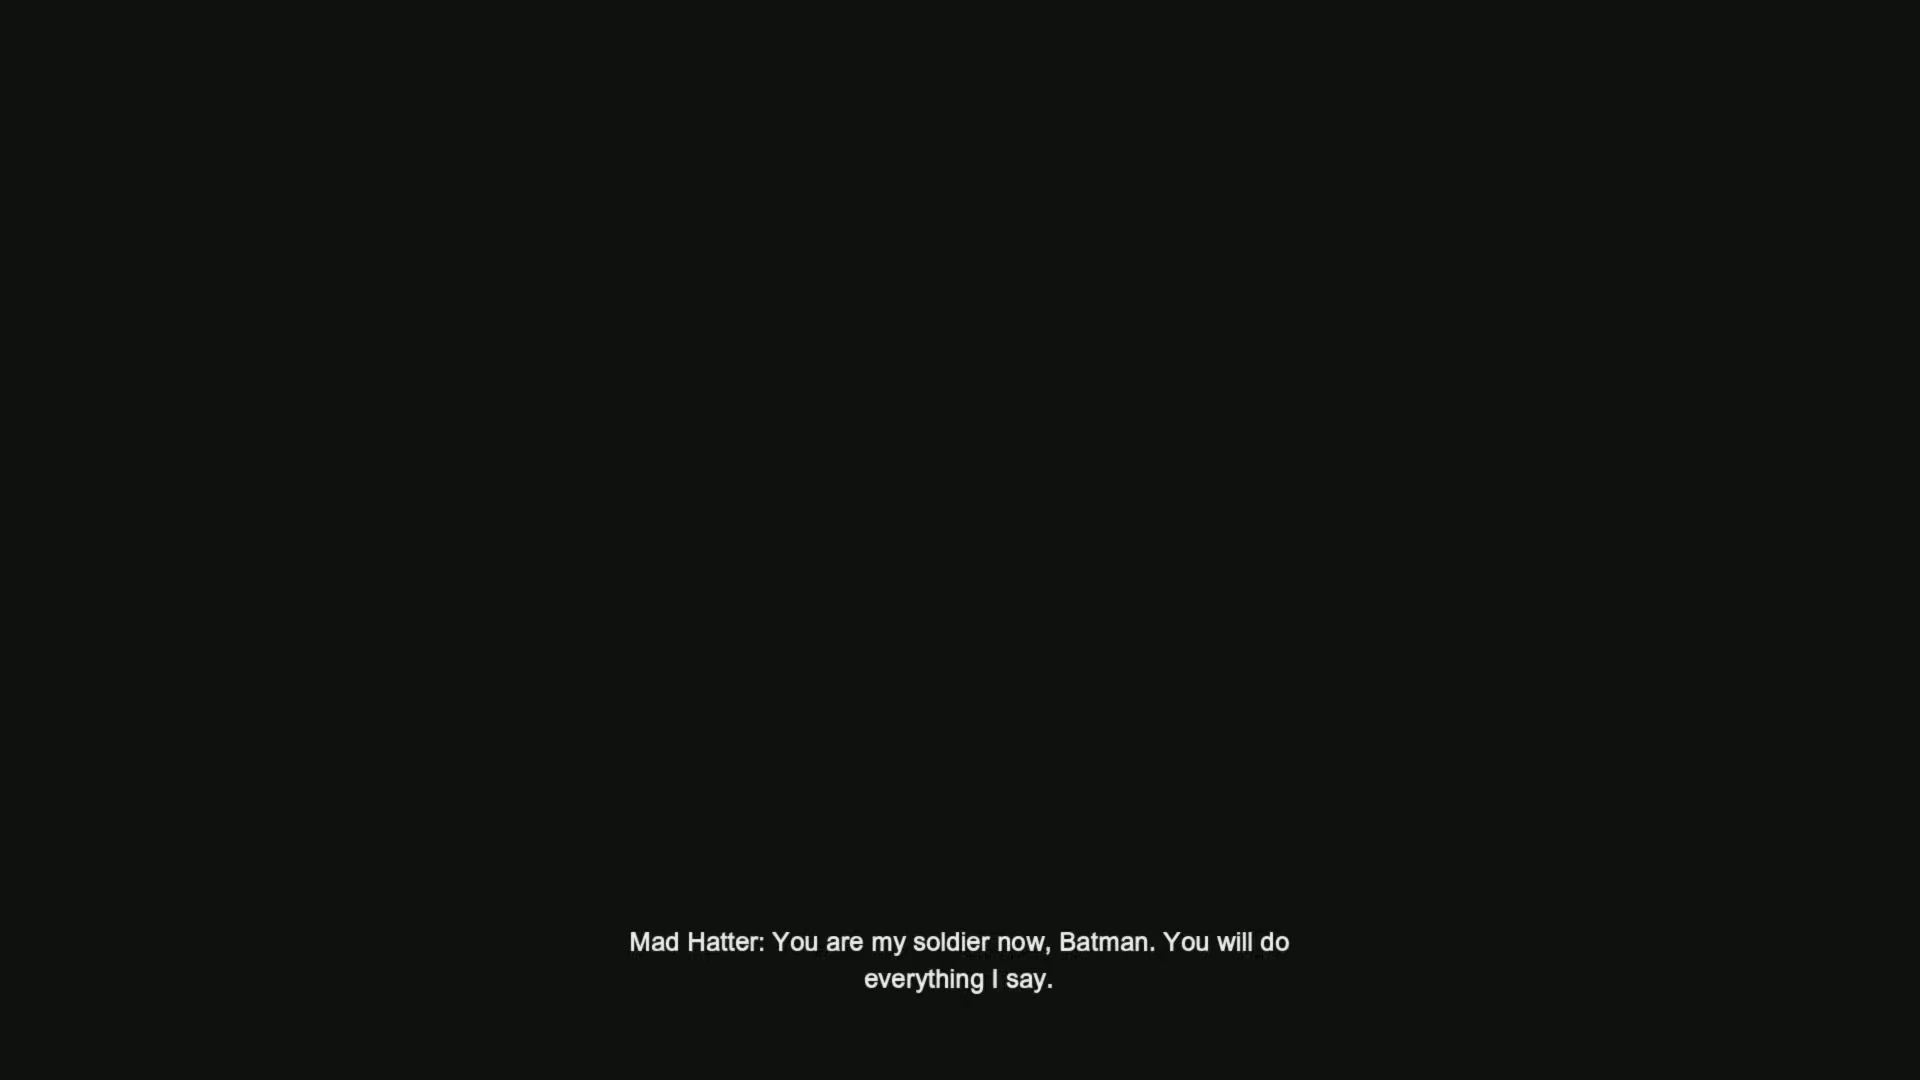 Mad Hatter: You are my soldier now, Batman. You will do
everything I say.